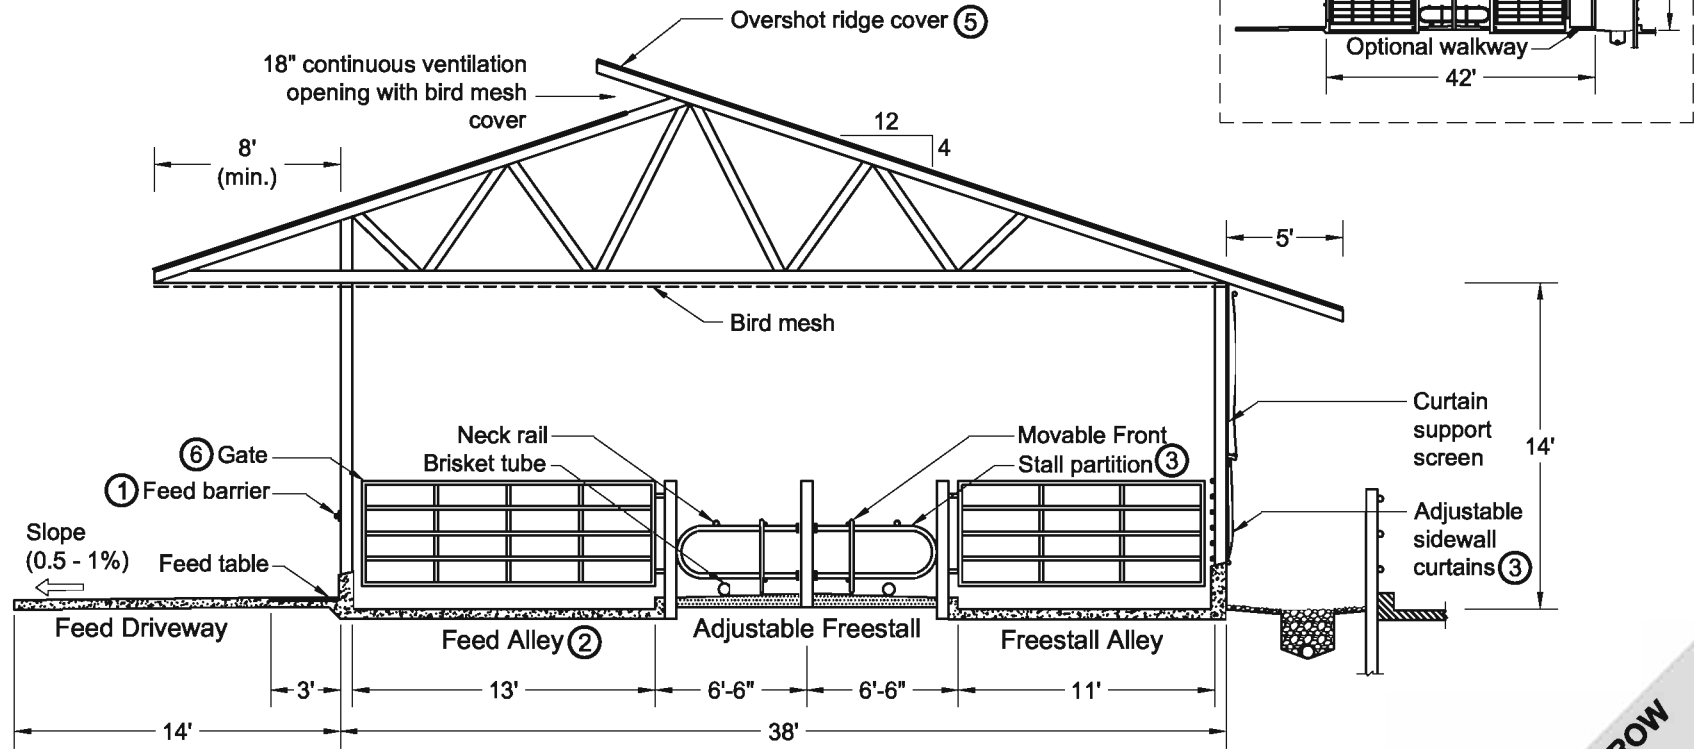 Overshot ridge cover 5
18" continuous ventilation
opening with bird mesh
cover
Optional walkway
42'
12
4
8'
(min.)
5'
Bird mesh
Neck rail
Brisket tube
Movable Front
Stall partition 3
Curtain
support
screen
14'
6 Gate
1 Feed barrier
Slope
(0.5 - 1%)
Feed table
Adjustable
sidewall
curtains 3
Feed Driveway
Feed Alley 2
Adjustable Freestall
Freestall Alley
3'
13'
6'-6"
6'-6"
11'
14'
38'
ROW